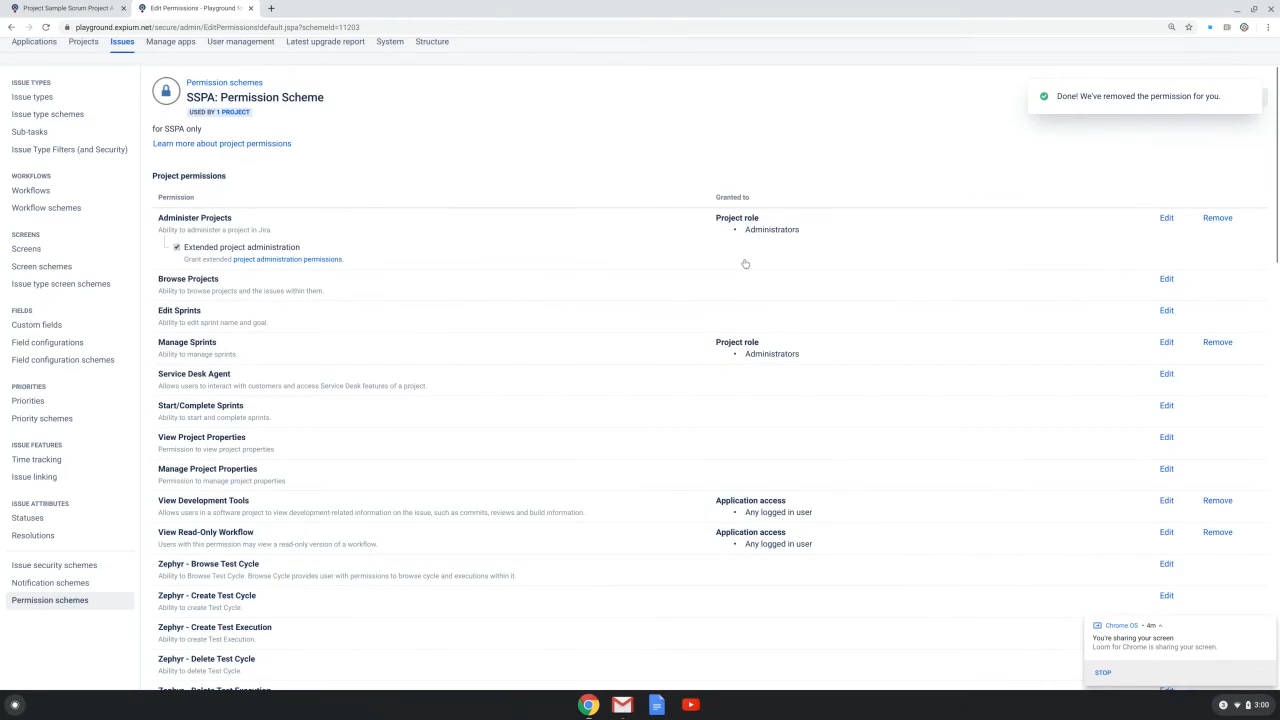 Project Sample Scrum Project A
Edit Permissions - Playground fo
playground.expium.net/secure/admin/EditPermissions!default.jspa?schemeId=11203
Applications Projects Issues Manage apps User management Latest upgrade report System Structure
ISSUE TYPES
Issue types
Issue type schemes
Sub-tasks
Issue Type Filters (and Security)
WORKFLOWS
Workflows
Workflow schemes
SCREENS
Screens
Screen schemes
Issue type screen schemes
FIELDS
Custom fields
Field configurations
Field configuration schemes
PRIORITIES
Priorities
Priority schemes
ISSUE FEATURES
Time tracking
Issue linking
ISSUE ATTRIBUTES
Statuses
Resolutions
Issue security schemes
Notification schemes
Permission schemes
Permission schemes
SSPA: Permission Scheme
USED BY 1 PROJECT
for SSPA only
Learn more about project permissions
Done! We've removed the permission for you.
Project permissions
Permission Granted to
Administer Projects Project role Edit Remove
Ability to administer a project in Jira. • Administrators
Extended project administration
Grant extended project administration permissions.
Browse Projects Edit
Ability to browse projects and the issues within them.
Edit Sprints Edit
Ability to edit sprint name and goal.
Manage Sprints Project role Edit Remove
Ability to manage sprints. • Administrators
Service Desk Agent Edit
Allows users to interact with customers and access Service Desk features of a project.
Start/Complete Sprints Edit
Ability to start and complete sprints.
View Project Properties Edit
Permission to view project properties
Manage Project Properties Edit
Permission to manage project properties
View Development Tools Application access Edit Remove
Allows users in a software project to view development-related information on the issue, such as commits, reviews and build information. • Any logged in user
View Read-Only Workflow Application access Edit Remove
Users with this permission may view a read-only version of a workflow. • Any logged in user
Zephyr - Browse Test Cycle Edit
Ability to Browse Test Cycle. Browse Cycle provides user with permissions to browse cycle and executions within it.
Zephyr - Create Test Cycle Edit
Ability to create Test Cycle.
Zephyr - Create Test Execution
Ability to create Test Execution.
Zephyr - Delete Test Cycle
Ability to delete Test Cycle.
Zephyr - Delete Test Execution Edit
Chrome OS • 4m
You're sharing your screen
Loom for Chrome is sharing your screen.
STOP
3 3:00